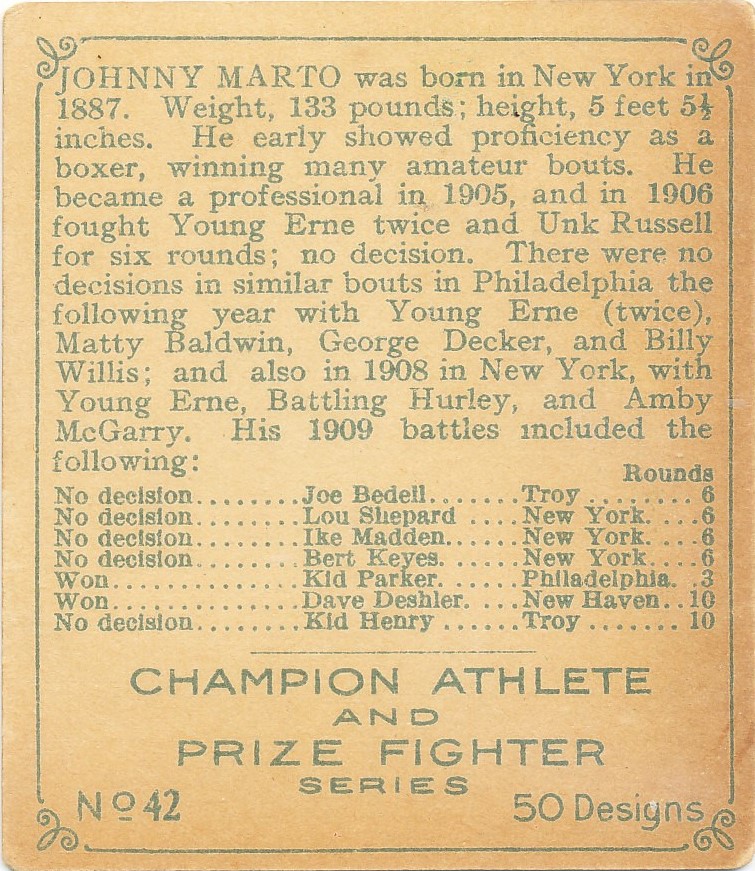 JOHNNY MARTO was born in New York in
1887. Weight, 133 pounds; height, 5 feet 5½
inches. He early showed proficiency as a
boxer, winning many amateur bouts. He
became a professional in 1905, and in 1906
fought Young Erne twice and Unk Russell
for six rounds; no decision. There were no
decisions in similar bouts in Philadelphia the
following year with Young Erne (twice),
Matty Baldwin, George Decker, and Billy
Willis; and also in 1908 in New York, with
Young Erne, Battling Hurley, and Amby
McGarry. His 1909 battles included the
following:
Rounds
No decision........Joe Bedell.......Troy ........ 6
No decision........Lou Shepard ....New York. ...6
No decision........Ike Madden.....New York. ...6
No decision........Bert Keyes. .....New York....6
Won..............Kid Parker. .....Philadelphia. .3
Won..............Dave Deshler. ...New Haven..10
No decision........Kid Henry ......Troy....... 10
CHAMPION ATHLETE
AND
PRIZE FIGHTER
SERIES
No 42 50 Designs